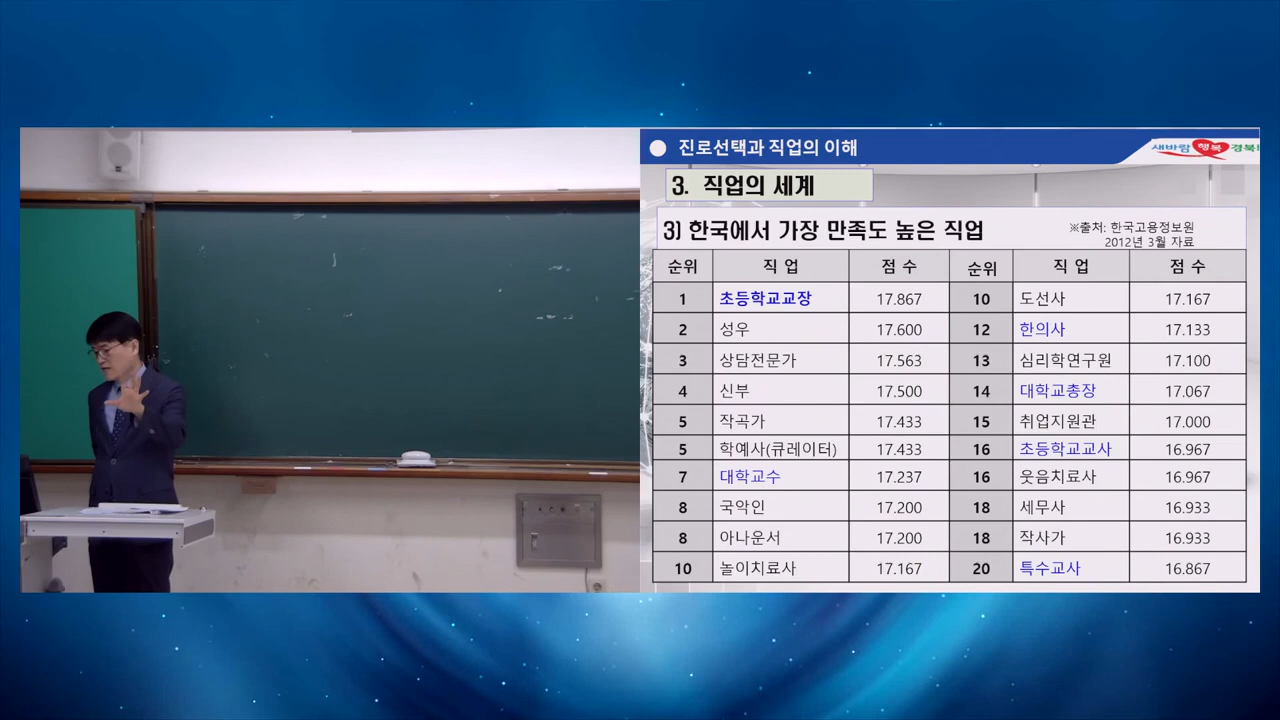 진로선택과 직업의 이해
새바람 행복 경북
3. 직업의 세계
3) 한국에서 가장 만족도 높은 직업
※출처: 한국고용정보원
2012년 3월 자료
순위 직 업 점 수 순위 직 업 점 수
1 초등학교교장 17.867 10 도선사 17.167
2 성우 17.600 12 한의사 17.133
3 상담전문가 17.563 13 심리학연구원 17.100
4 신부 17.500 14 대학교총장 17.067
5 작곡가 17.433 15 취업지원관 17.000
5 학예사(큐레이터) 17.433 16 초등학교교사 16.967
7 대학교수 17.237 16 웃음치료사 16.967
8 국악인 17.200 18 세무사 16.933
8 아나운서 17.200 18 작사가 16.933
10 놀이치료사 17.167 20 특수교사 16.867